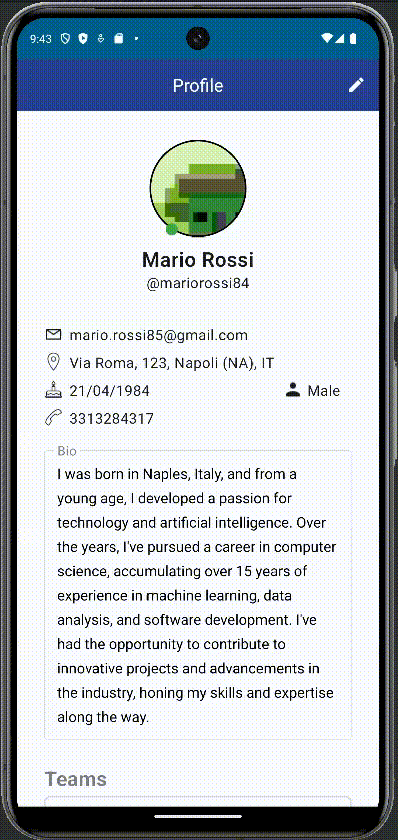 9:43
Profile
Mario Rossi
@mariorossi84
mario.rossi85@gmail.com
Via Roma, 123, Napoli (NA), IT
21/04/1984
Male
3313284317
Bio
I was born in Naples, Italy, and from a
young age, I developed a passion for
technology and artificial intelligence. Over
the years, I've pursued a career in computer
science, accumulating over 15 years of
experience in machine learning, data
analysis, and software development. I've
had the opportunity to contribute to
innovative projects and advancements in
the industry, honing my skills and expertise
along the way.
Teams